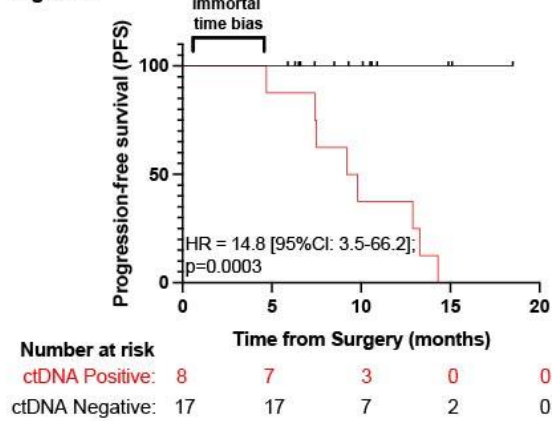 Immortal
time bias
Progression-free survival (PFS)
100
50
0
HR = 14.8 [95%CI: 3.5-66.2];
p=0.0003
0 5 10 15 20
Time from Surgery (months)
Number at risk
ctDNA Positive: 8 7 3 0 0
ctDNA Negative: 17 17 7 2 0